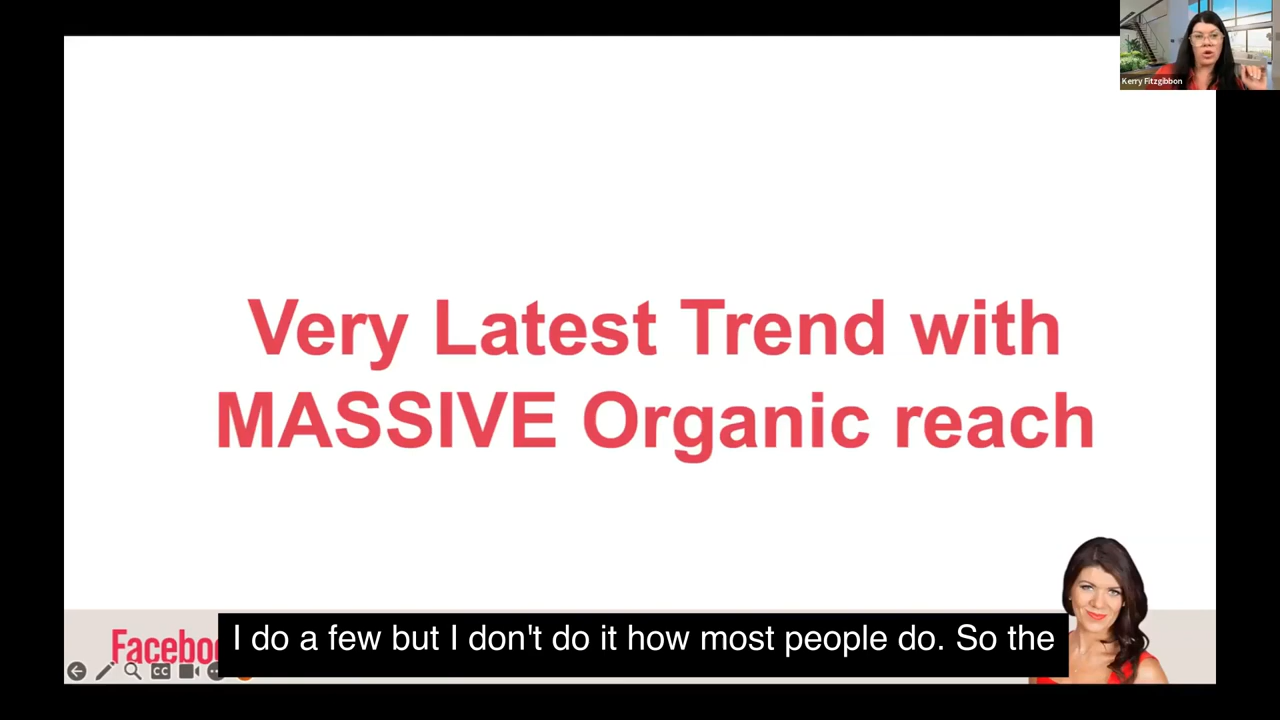 Kerry Fitzgibbon
Very Latest Trend with
MASSIVE Organic reach
I do a few but I don't do it how most people do. So the
CC